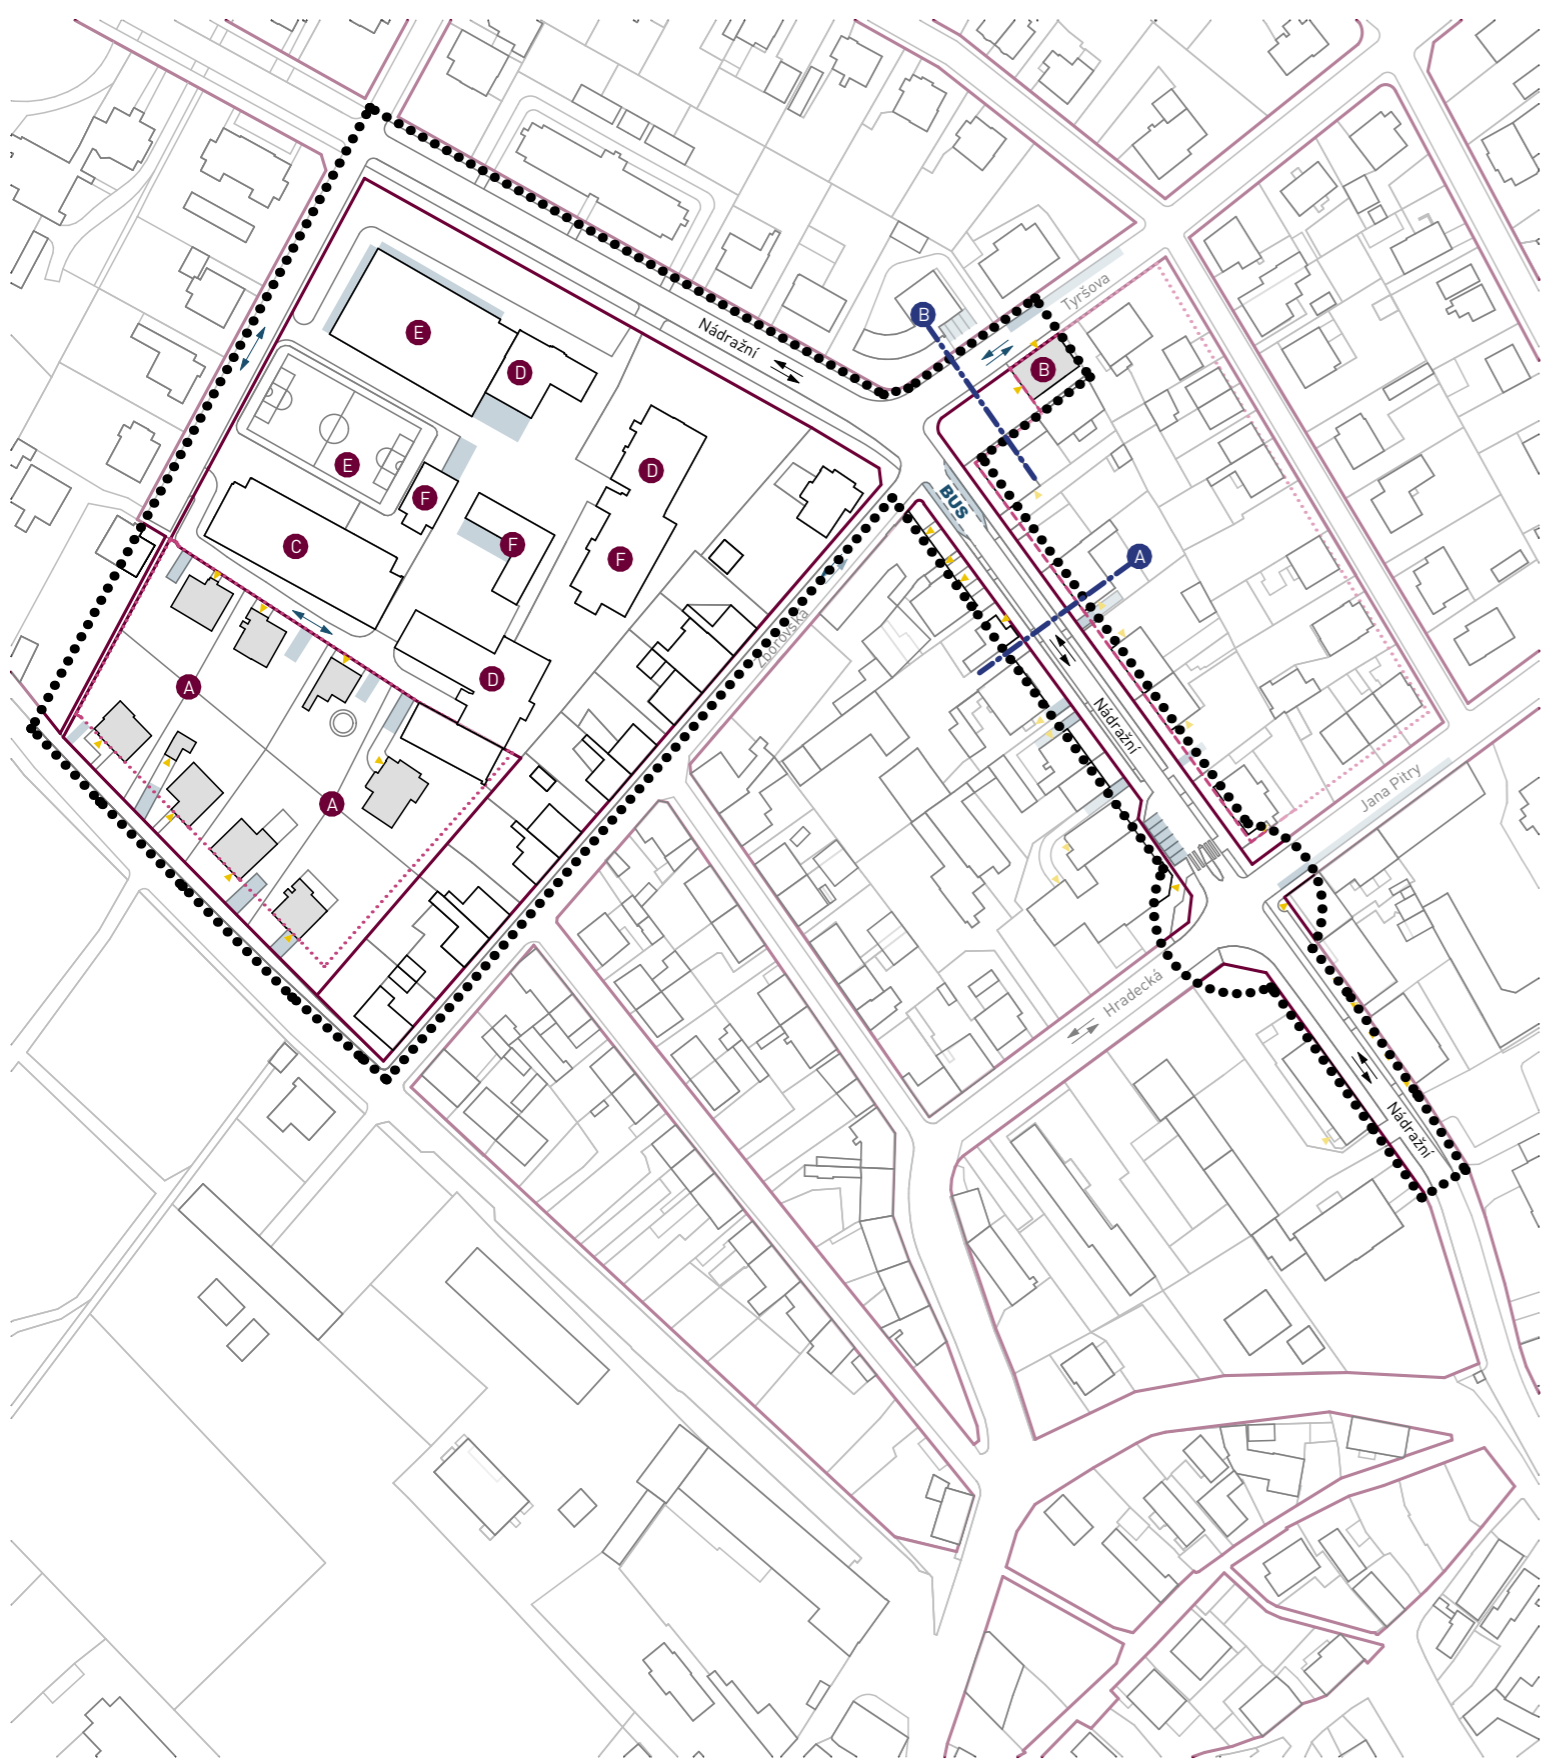 Tyršova
B
Nádražní
E
B
D
E
D
F
BUS
C
F
F
A
Zborovská
D
A
Nádražní
A
Jana Pitry
Hradecká
Nádražní